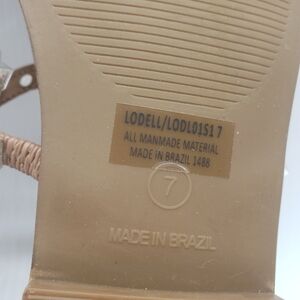 LODELL/LODL01S1 7
ALL MANMADE MATERIAL
MADE IN BRAZIL 1488
7
MADE IN BRAZIL